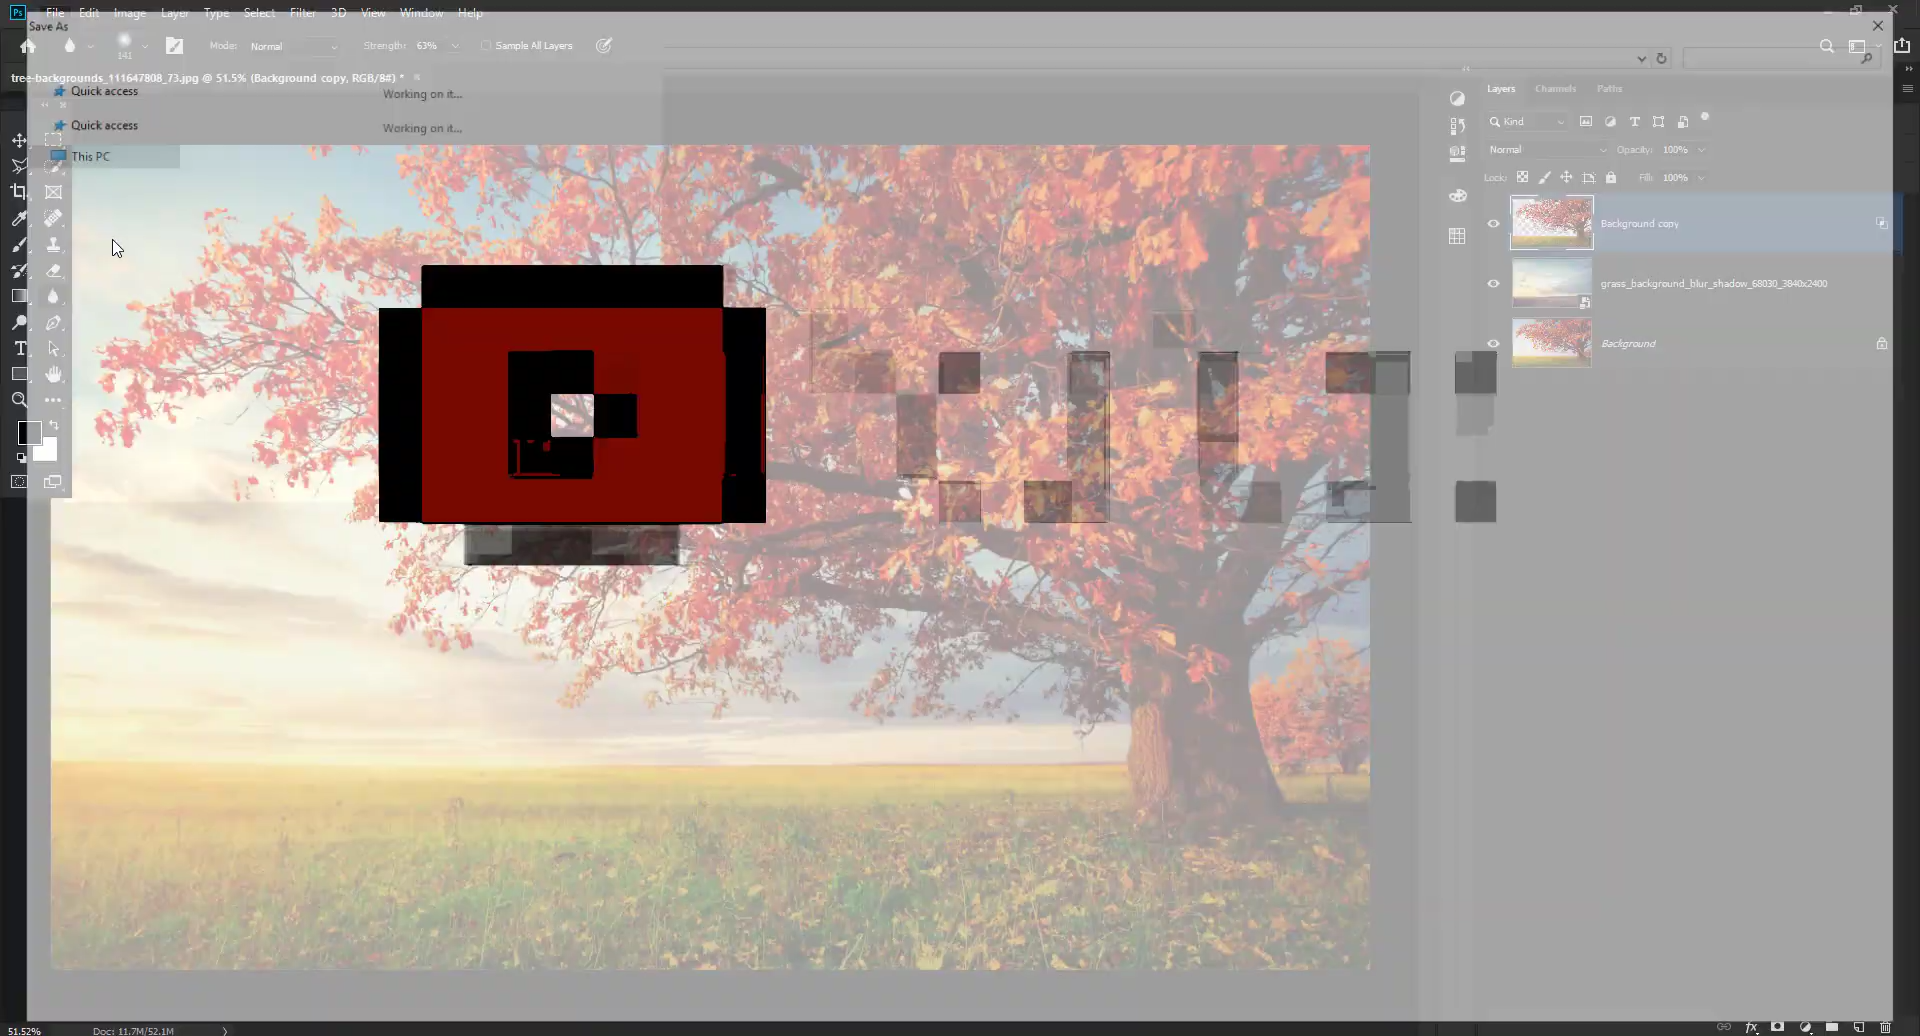 Ps File Edit Image Layer Type Select Filter 3D View Window Help
Save As
141 Mode: Normal Strength: 63% Sample All Layers
tree-backgrounds_111647808_73.jpg @ 51.5% (Background copy, RGB/8#) *
Quick access Working on it...
Quick access Working on it...
This PC
Layers Channels Paths
Kind
Normal Opacity: 100%
Lock: Fill: 100%
Background copy
grass_background_blur_shadow_68030_3840x2400
Background
51.52% Doc: 11.7M/52.1M